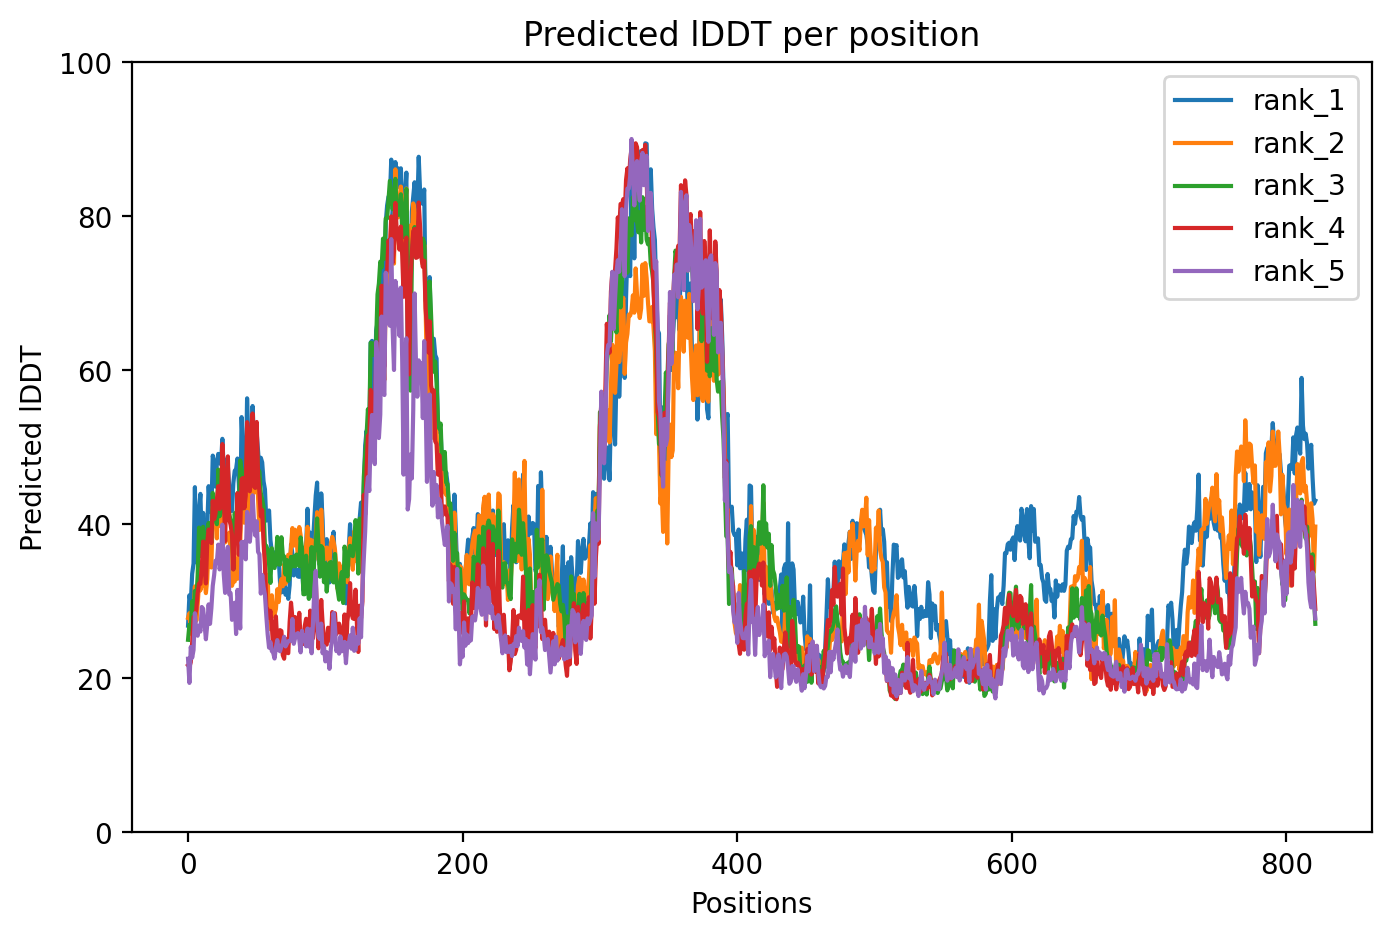 Predicted lDDT per position
100
80
60
40
20
0
Predicted lDDT
0 200 400 600 800
Positions
rank_1
rank_2
rank_3
rank_4
rank_5